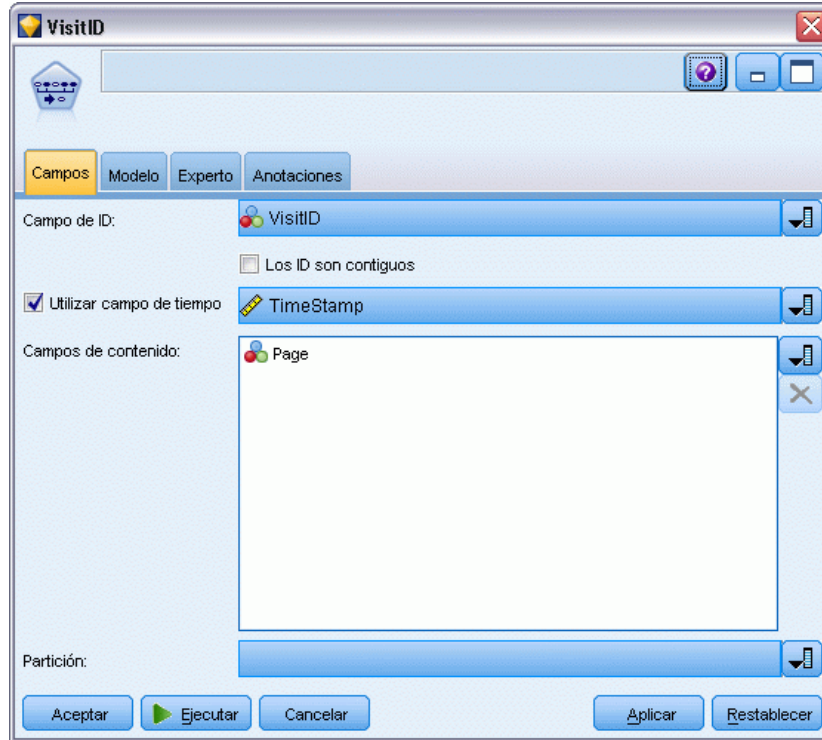 VisitID
Campos Modelo Experto Anotaciones
Campo de ID: VisitID
Los ID son contiguos
Utilizar campo de tiempo TimeStamp
Campos de contenido: Page
Partición:
Aceptar Ejecutar Cancelar Aplicar Restablecer